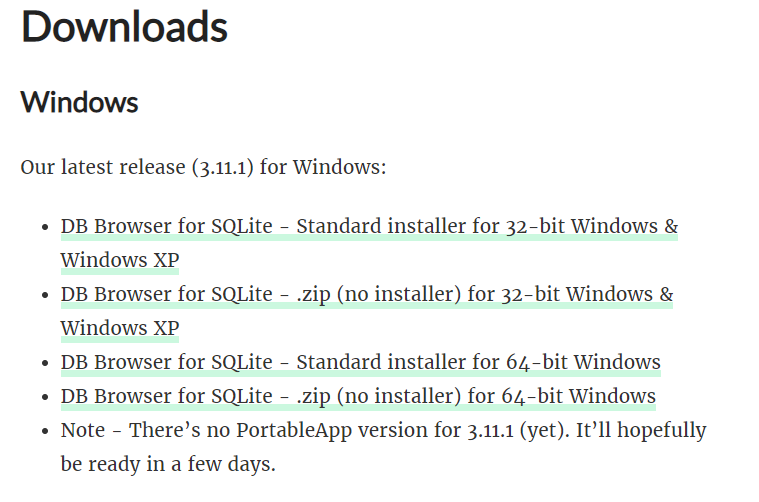 Downloads
Windows
Our latest release (3.11.1) for Windows:
• DB Browser for SQLite - Standard installer for 32-bit Windows &
Windows XP
• DB Browser for SQLite - .zip (no installer) for 32-bit Windows &
Windows XP
• DB Browser for SQLite - Standard installer for 64-bit Windows
• DB Browser for SQLite - .zip (no installer) for 64-bit Windows
• Note - There’s no PortableApp version for 3.11.1 (yet). It’ll hopefully
be ready in a few days.